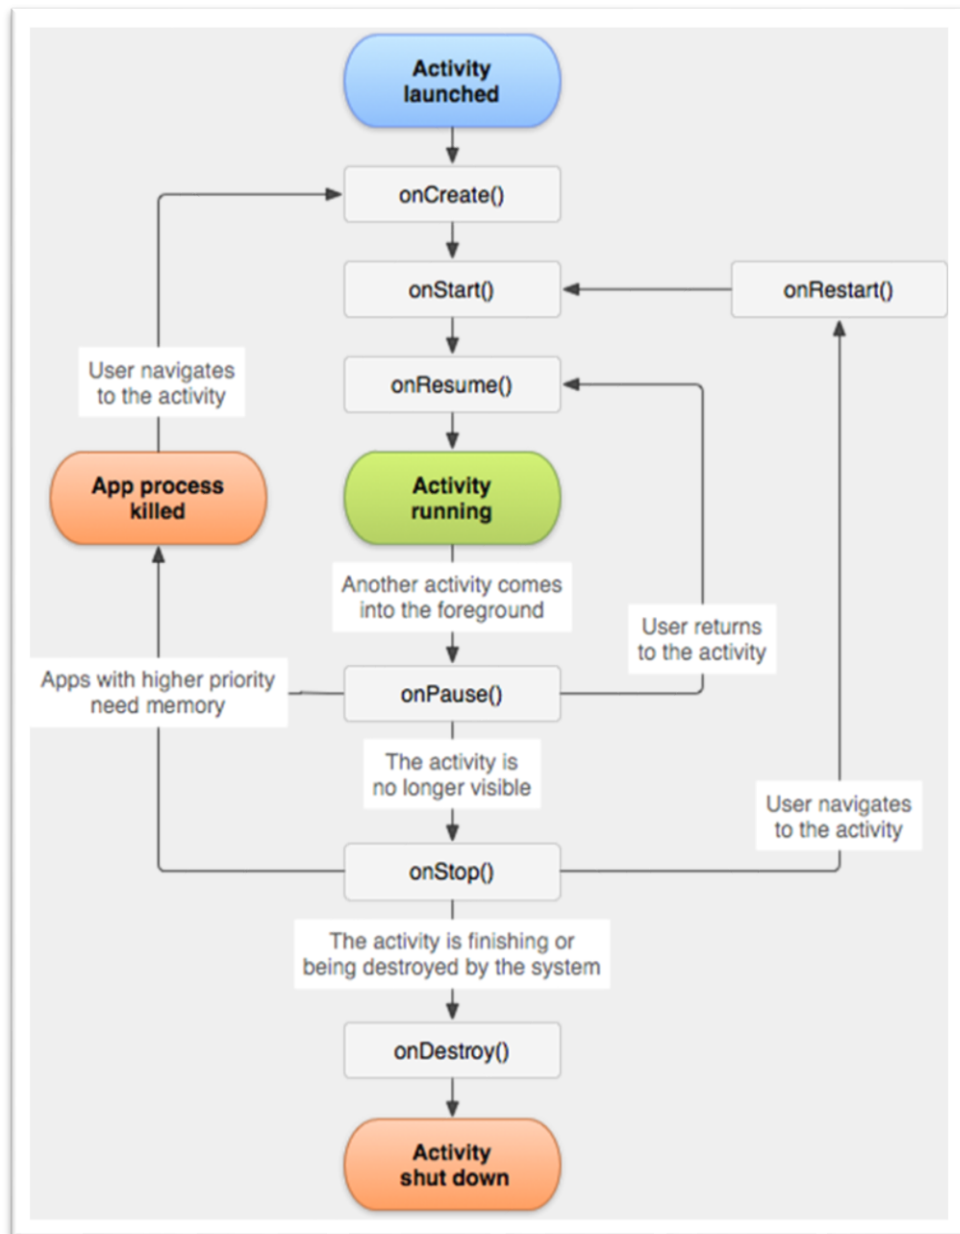 Activity
launched
onCreate()
onStart()
onRestart()
User navigates
to the activity
onResume()
App process
killed
Activity
running
Another activity comes
into the foreground
User returns
to the activity
Apps with higher priority
need memory
onPause()
The activity is
no longer visible
User navigates
to the activity
onStop()
The activity is finishing or
being destroyed by the system
onDestroy()
Activity
shut down